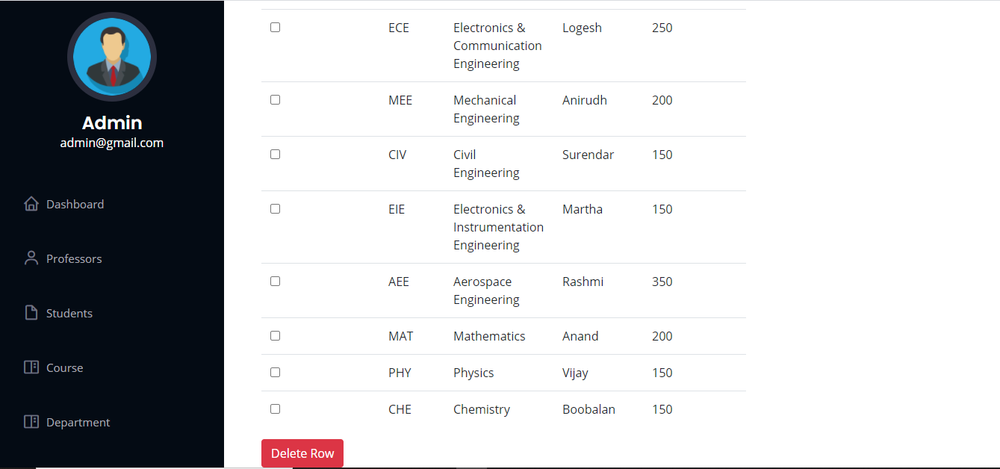 Admin
admin@gmail.com
Dashboard
Professors
Students
Course
Department
ECE Electronics & Logesh 250
Communication
Engineering
MEE Mechanical Anirudh 200
Engineering
CIV Civil Surendar 150
Engineering
EIE Electronics & Martha 150
Instrumentation
Engineering
AEE Aerospace Rashmi 350
Engineering
MAT Mathematics Anand 200
PHY Physics Vijay 150
CHE Chemistry Boobalan 150
Delete Row